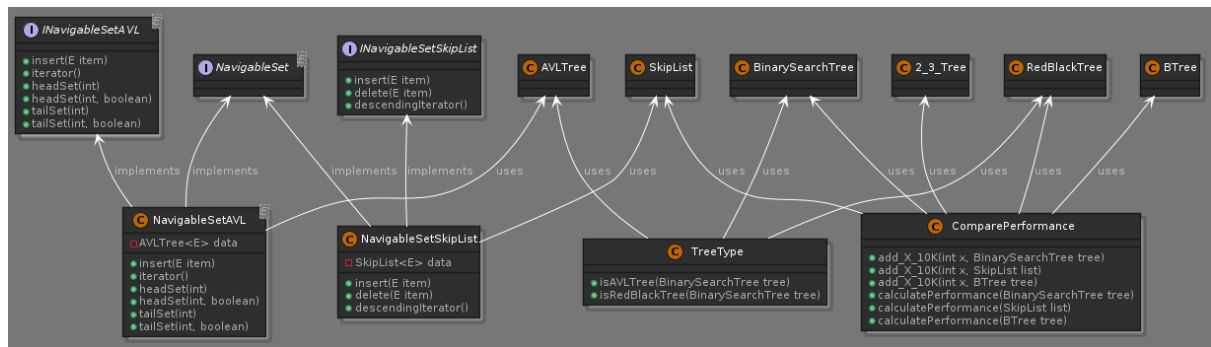 INavigableSetAVL
E
insert(E item)
iterator()
headSet(int)
headSet(int, boolean)
tailSet(int)
tailSet(int, boolean)
NavigableSet
E
INavigableSetSkipList
insert(E item)
delete(E item)
descendingIterator()
AVLTree
SkipList
BinarySearchTree
2_3_Tree
RedBlackTree
BTree
implements
implements
implements
implements
uses
uses
uses
uses
uses
uses
uses
uses
uses
uses
NavigableSetAVL
E
AVLTree<E> data
insert(E item)
iterator()
headSet(int)
headSet(int, boolean)
tailSet(int)
tailSet(int, boolean)
NavigableSetSkipList
SkipList<E> data
insert(E item)
delete(E item)
descendingIterator()
TreeType
isAVLTree(BinarySearchTree tree)
isRedBlackTree(BinarySearchTree tree)
ComparePerformance
add_X_10K(int x, BinarySearchTree tree)
add_X_10K(int x, SkipList list)
add_X_10K(int x, BTree tree)
calculatePerformance(BinarySearchTree tree)
calculatePerformance(SkipList list)
calculatePerformance(BTree tree)